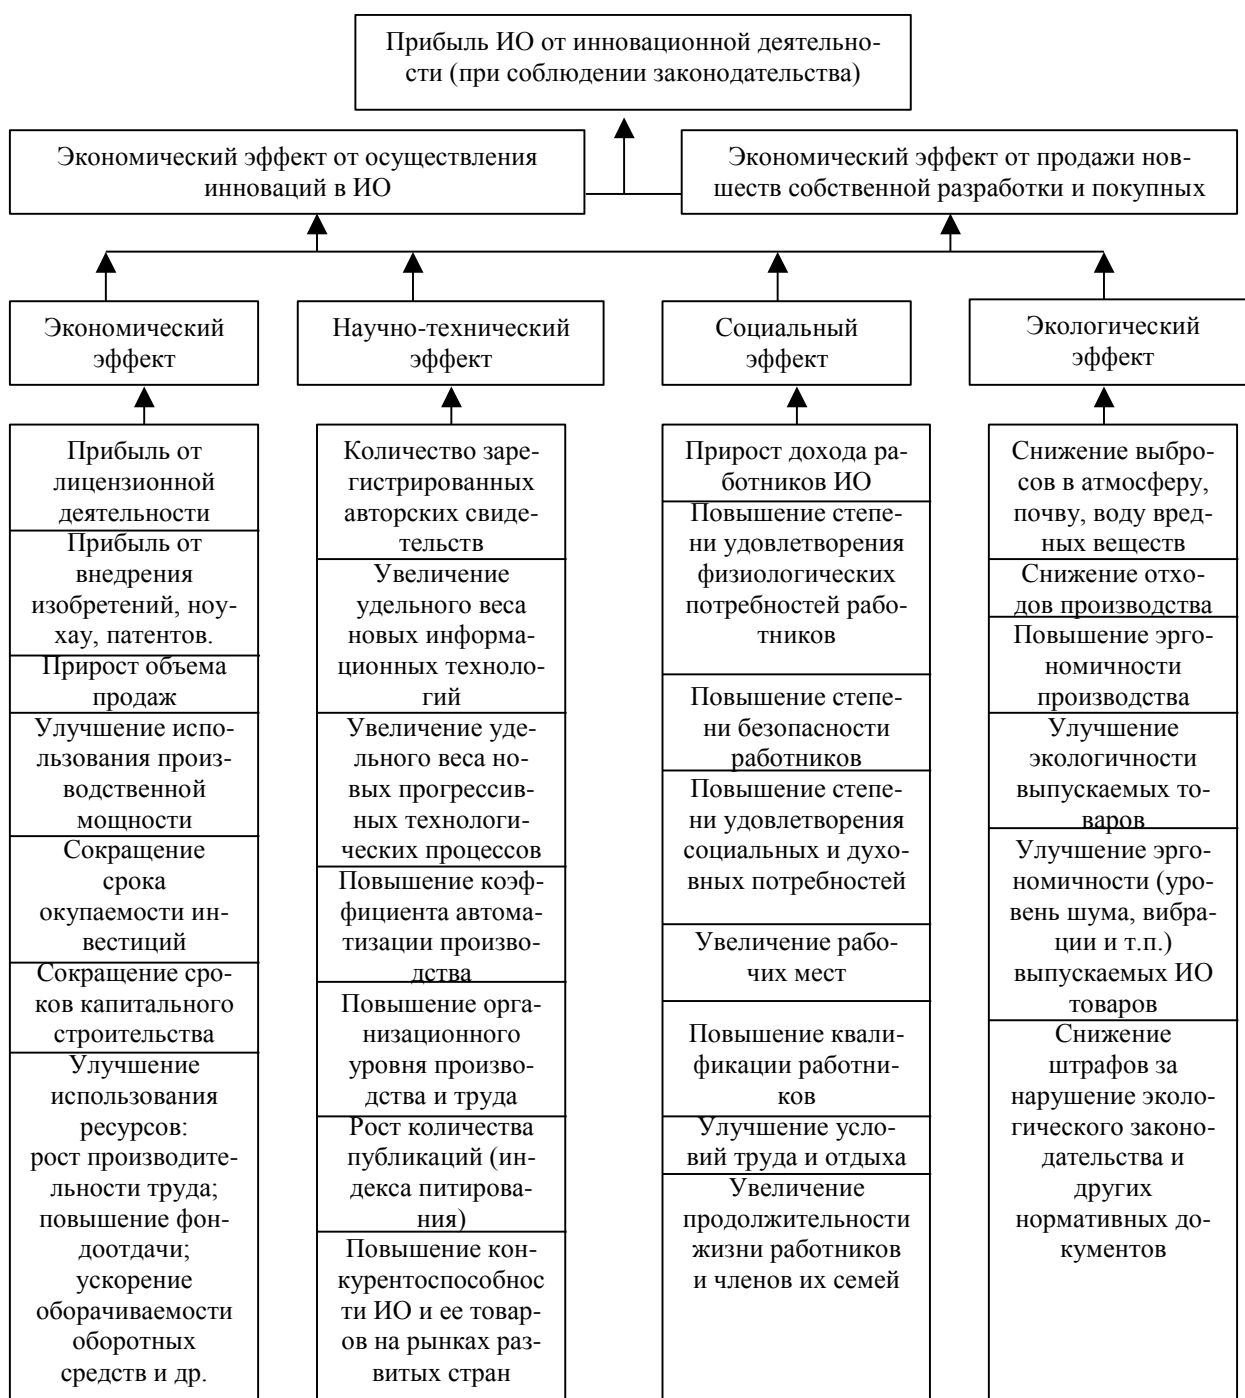 Прибыль ИО от инновационной деятельно-
сти (при соблюдении законодательства)
Экономический эффект от осуществления
инноваций в ИО
Экономический эффект от продажи нов-
шеств собственной разработки и покупных
Экономический
эффект
Научно-технический
эффект
Социальный
эффект
Экологический
эффект
Прибыль от
лицензионной
деятельности
Прибыль от
внедрения
изобретений, ноу-
хау, патентов.
Прирост объема
продаж
Улучшение испо-
льзования произ-
водственной
мощности
Сокращение
срока
окупаемости ин-
вестиций
Сокращение сро-
ков капитального
строительства
Улучшение
использования
ресурсов:
рост производите-
льности труда;
повышение фон-
доотдачи;
ускорение
оборачиваемости
оборотных
средств и др.
Количество заре-
гистрированных
авторских свиде-
тельств
Увеличение
удельного веса
новых информа-
ционных техноло-
гий
Увеличение уде-
льного веса но-
вых прогрессив-
ных технологи-
ческих процессов
Повышение коэф-
фициента автома-
тизации произво-
дства
Повышение орга-
низационного
уровня произво-
дства и труда
Рост количества
публикаций (ин-
декса питирова-
ния)
Повышение кон-
курентоспособнос
ти ИО и ее товар-
ов на рынках раз-
витых стран
Прирост дохода ра-
ботников ИО
Повышение степе-
ни удовлетворения
физиологических
потребностей рабо-
тников
Повышение степе-
ни безопасности
работников
Повышение степе-
ни удовлетворения
социальных и духо-
вных потребностей
Увеличение рабо-
чих мест
Повышение квали-
фикации работни-
ков
Улучшение усло-
вий труда и отдыха
Увеличение
продолжительности
жизни работников
и членов их семей
Снижение выбро-
сов в атмосферу,
почву, воду вред-
ных веществ
Снижение отхо-
дов производства
Повышение эрго-
номичности
производства
Улучшение
экологичности
выпускаемых то-
варов
Улучшение эрго-
номичности (уро-
вень шума, вибра-
ции и т.п.)
выпускаемых ИО
товаров
Снижение
штрафов за
нарушение эколо-
гического законо-
дательства и
других
нормативных до-
кументов